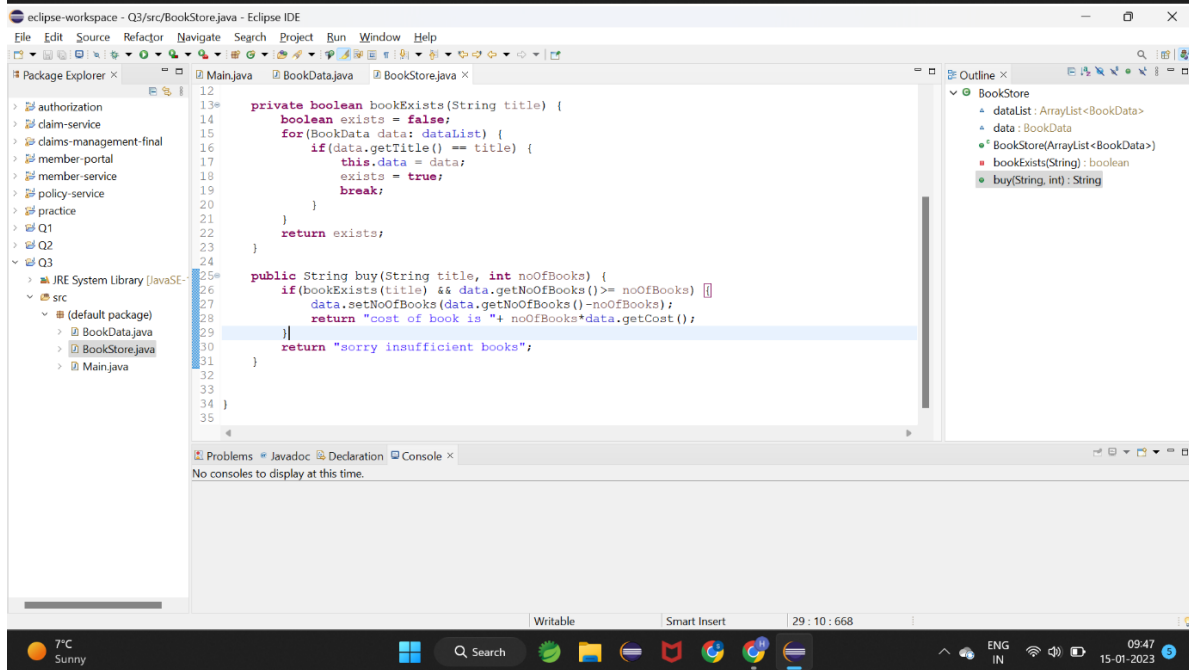 eclipse-workspace - Q3/src/BookStore.java - Eclipse IDE
File Edit Source Refactor Navigate Search Project Run Window Help
Package Explorer
authorization
claim-service
claims-management-final
member-portal
member-service
policy-service
practice
Q1
Q2
Q3
JRE System Library [JavaSE-
src
(default package)
BookData.java
BookStore.java
Main.java
Main.java BookData.java BookStore.java
12
13 private boolean bookExists(String title) {
14 boolean exists = false;
15 for(BookData data: dataList) {
16 if(data.getTitle() == title) {
17 this.data = data;
18 exists = true;
19 break;
20 }
21 }
22 return exists;
23 }
24
25 public String buy(String title, int noOfBooks) {
26 if(bookExists(title) && data.getNoOfBooks()>= noOfBooks) {
27 data.setNoOfBooks(data.getNoOfBooks()-noOfBooks);
28 return "cost of book is "+ noOfBooks*data.getCost();
29 }
30 return "sorry insufficient books";
31 }
32
33
34 }
35
Outline
BookStore
dataList : ArrayList<BookData>
data : BookData
BookStore(ArrayList<BookData>)
bookExists(String) : boolean
buy(String, int) : String
Problems Javadoc Declaration Console
No consoles to display at this time.
Writable Smart Insert 29 : 10 : 668
7°C
Sunny
Search
ENG
IN
09:47
15-01-2023
5